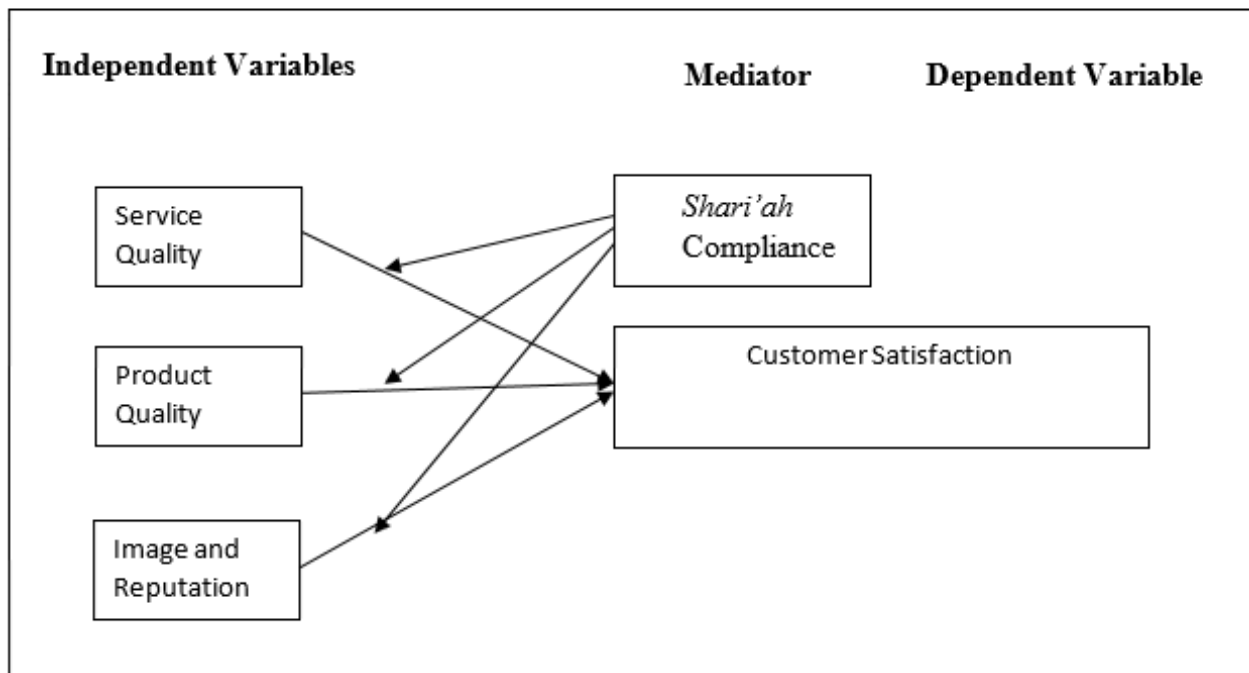 Independent Variables
Mediator
Dependent Variable
Service
Quality
Shari’ah
Compliance
Product
Quality
Customer Satisfaction
Image and
Reputation